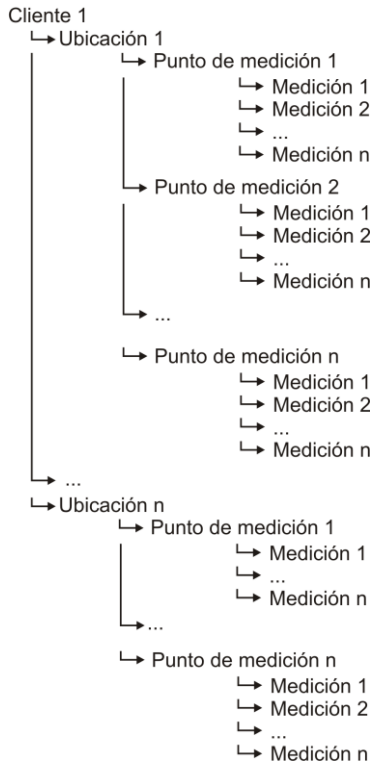 Cliente 1
Ubicación 1
Punto de medición 1
Medición 1
Medición 2
...
Medición n
Punto de medición 2
Medición 1
Medición 2
...
Medición n
...
Punto de medición n
Medición 1
Medición 2
...
Medición n
...
Ubicación n
Punto de medición 1
Medición 1
...
Medición n
...
Punto de medición n
Medición 1
Medición 2
...
Medición n